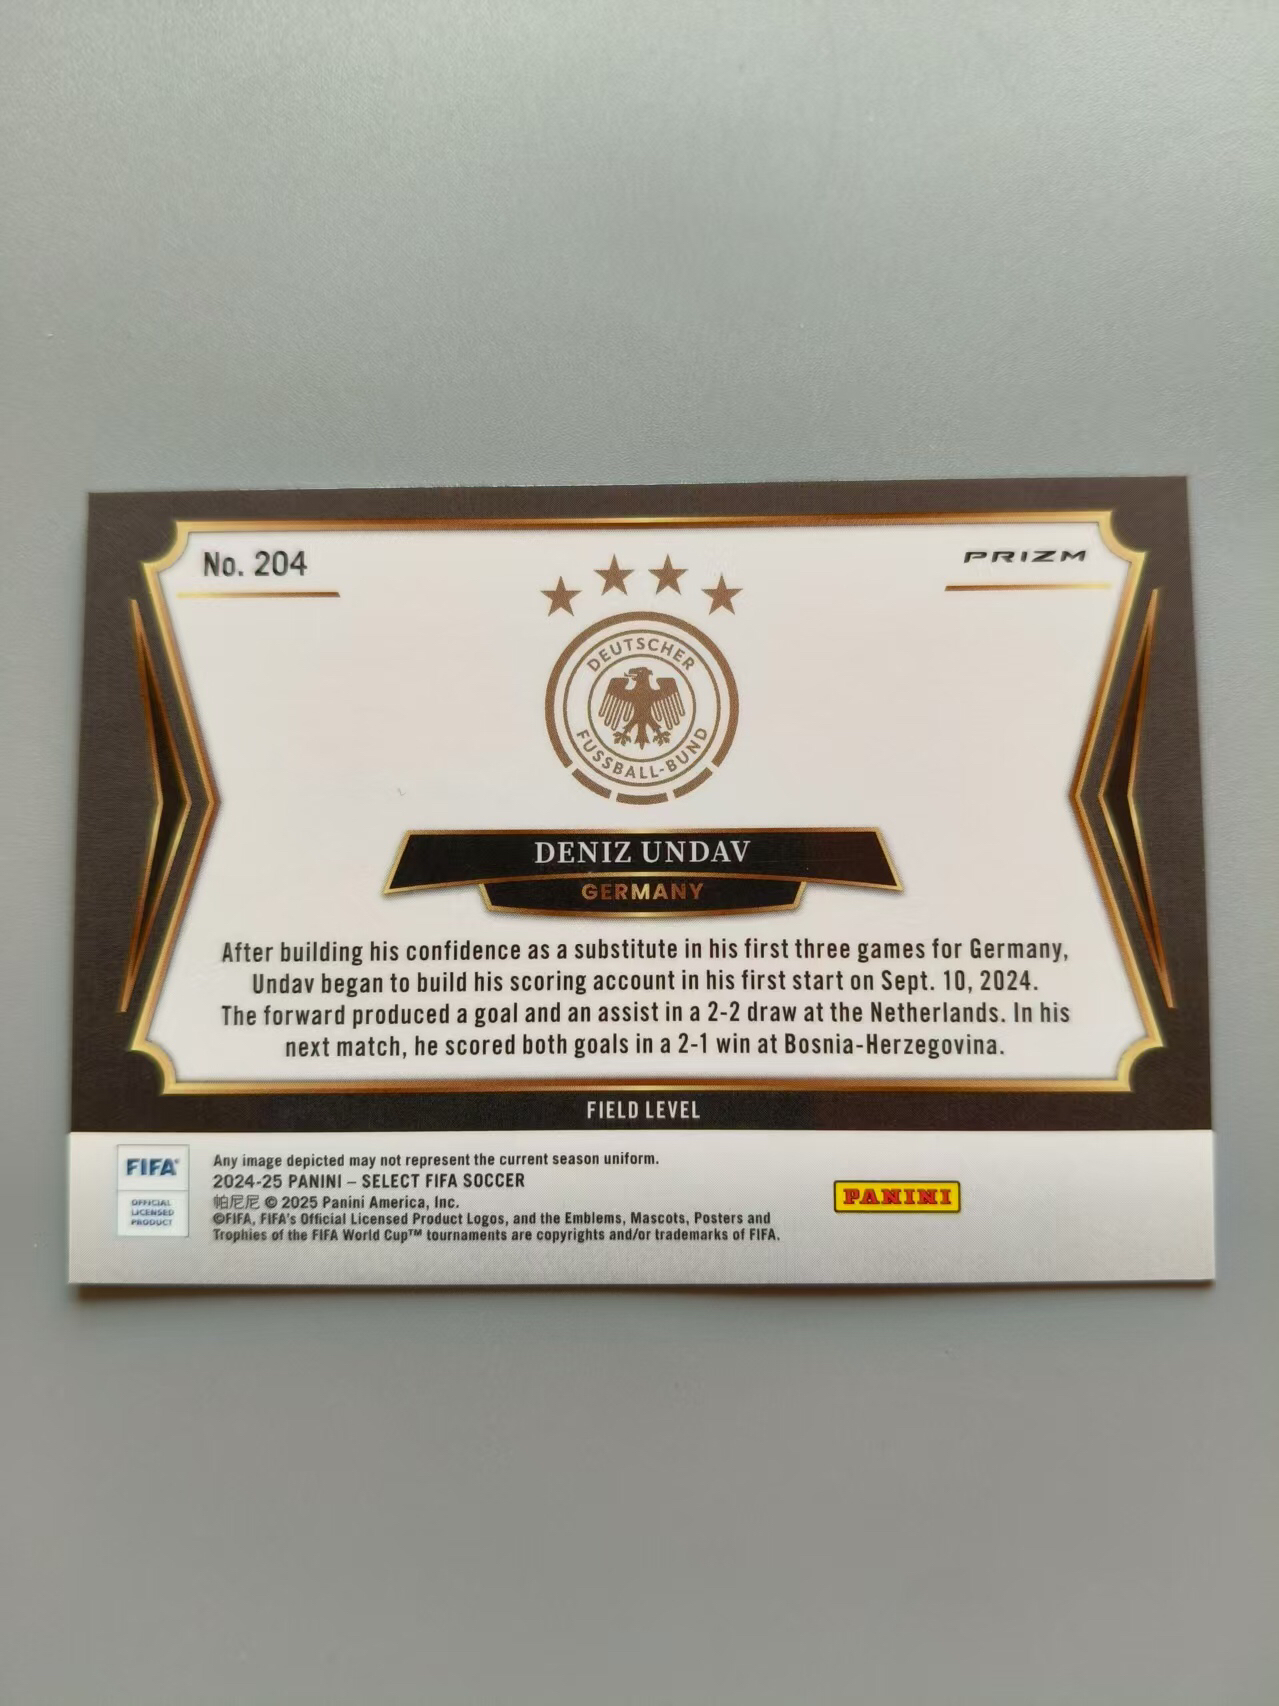 No. 204
PRIZM
DEUTSCHER
FUSSBALL-BUND
DENIZ UNDAV
GERMANY
After building his confidence as a substitute in his first three games for Germany,
Undav began to build his scoring account in his first start on Sept. 10, 2024.
The forward produced a goal and an assist in a 2-2 draw at the Netherlands. In his
next match, he scored both goals in a 2-1 win at Bosnia-Herzegovina.
FIELD LEVEL
FIFA®
OFFICIAL
LICENSED
PRODUCT
Any image depicted may not represent the current season uniform.
2024-25 PANINI – SELECT FIFA SOCCER
帕尼尼 © 2025 Panini America, Inc.
©FIFA, FIFA's Official Licensed Product Logos, and the Emblems, Mascots, Posters and
Trophies of the FIFA World Cup™ tournaments are copyrights and/or trademarks of FIFA.
PANINI